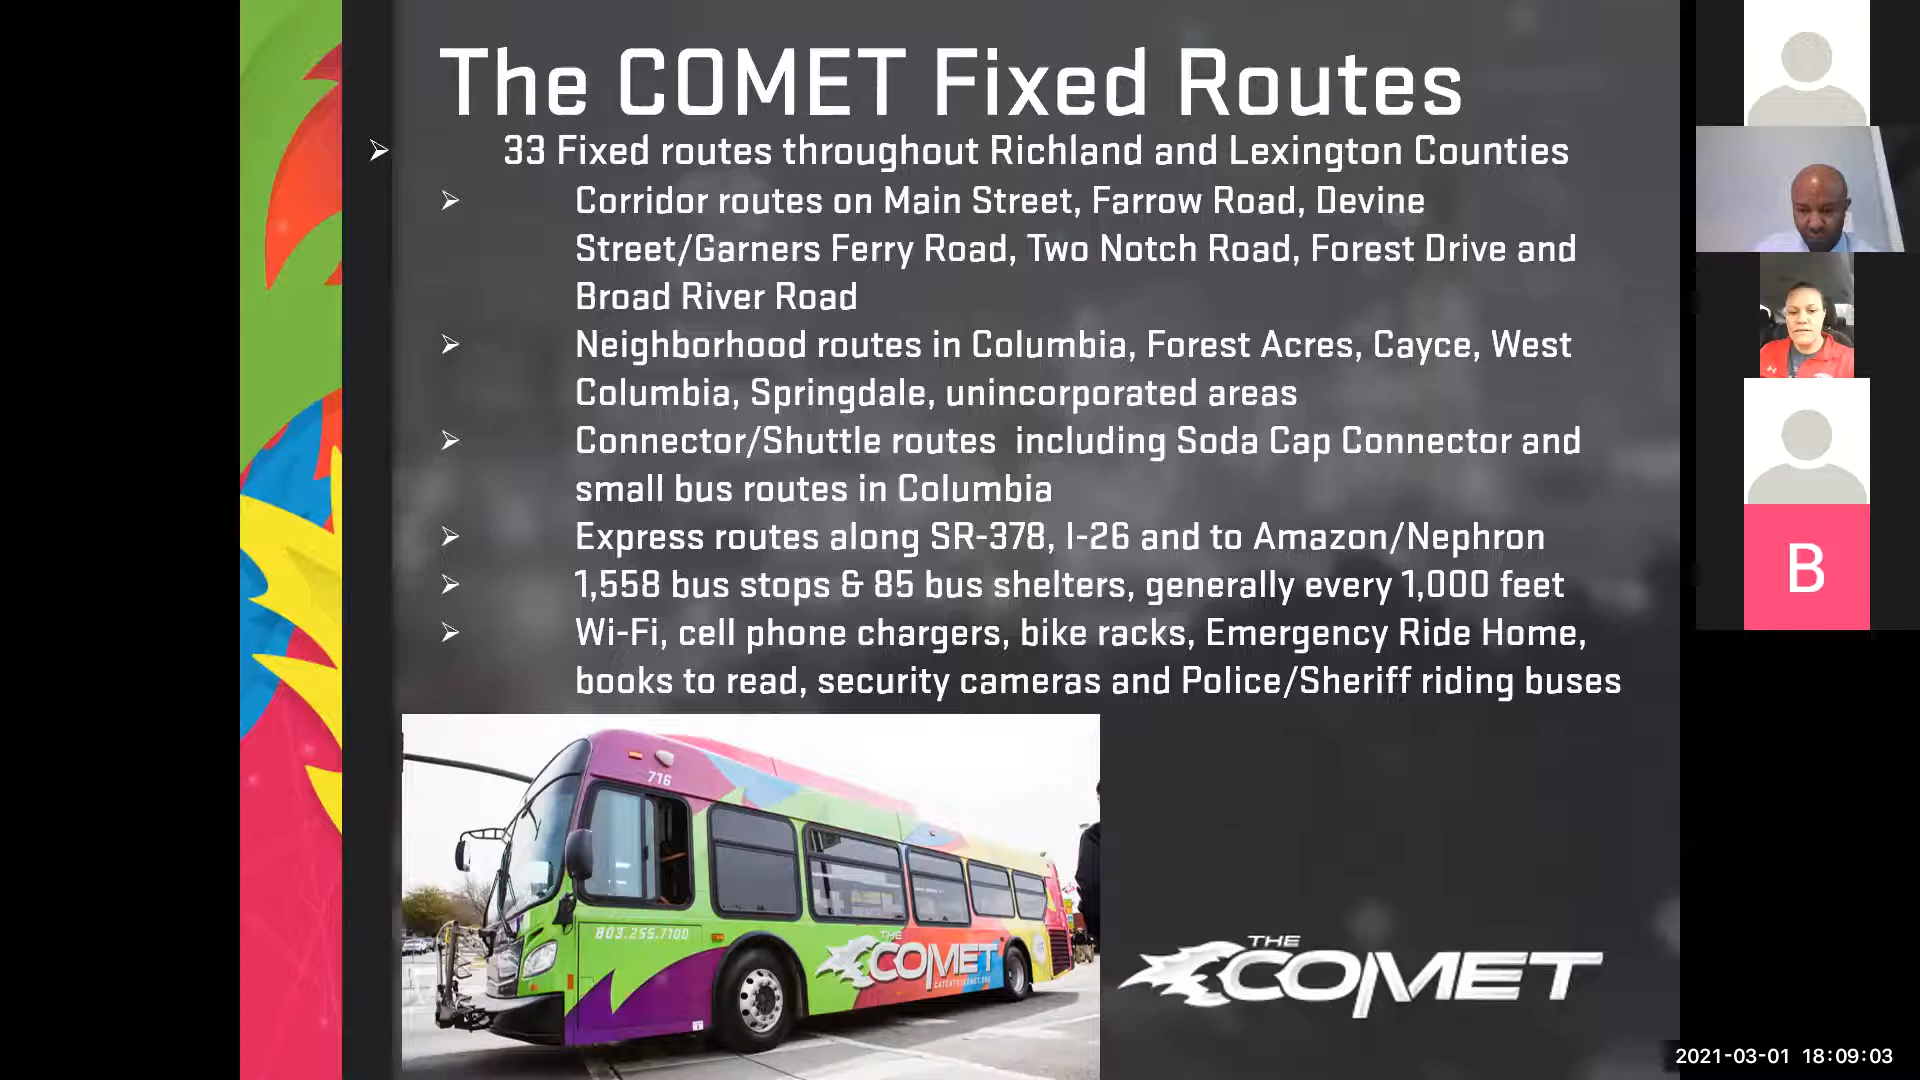 The COMET Fixed Routes
33 Fixed routes throughout Richland and Lexington Counties
Corridor routes on Main Street, Farrow Road, Devine
Street/Garners Ferry Road, Two Notch Road, Forest Drive and
Broad River Road
Neighborhood routes in Columbia, Forest Acres, Cayce, West
Columbia, Springdale, unincorporated areas
Connector/Shuttle routes including Soda Cap Connector and
small bus routes in Columbia
Express routes along SR-378, I-26 and to Amazon/Nephron
1,558 bus stops & 85 bus shelters, generally every 1,000 feet
Wi-Fi, cell phone chargers, bike racks, Emergency Ride Home,
books to read, security cameras and Police/Sheriff riding buses
716
803.255.7100
THE
COMET
CATCHTHECOMET.ORG
THE
COMET
B
2021-03-01 18:09:03